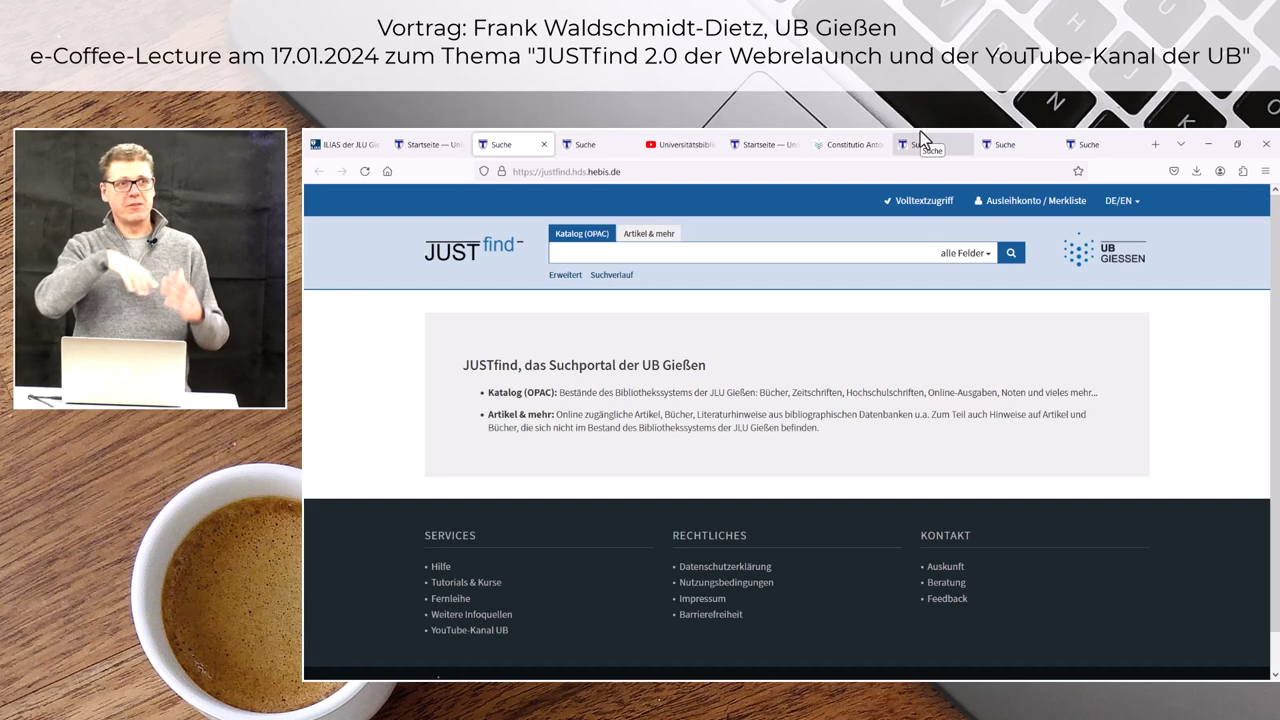 Vortrag: Frank Waldschmidt-Dietz, UB Gießen
e-Coffee-Lecture am 17.01.2024 zum Thema "JUSTfind 2.0 der Webrelaunch und der YouTube-Kanal der UB"
ILIAS der JLU Gie Startseite — Uni Suche Suche Universitätsbibli Startseite — Uni Constitutio Anto Suche Suche
Suche
https://justfind.hds.hebis.de
Volltextzugriff Ausleihkonto / Merkliste DE/EN
Katalog (OPAC) Artikel & mehr
JUST find
alle Felder
UB
GIESSEN
Erweitert Suchverlauf
JUSTfind, das Suchportal der UB Gießen
• Katalog (OPAC): Bestände des Bibliothekssystems der JLU Gießen: Bücher, Zeitschriften, Hochschulschriften, Online-Ausgaben, Noten und vieles mehr...
• Artikel & mehr: Online zugängliche Artikel, Bücher, Literaturhinweise aus bibliographischen Datenbanken u.a. Zum Teil auch Hinweise auf Artikel und
Bücher, die sich nicht im Bestand des Bibliothekssystems der JLU Gießen befinden.
SERVICES
• Hilfe
• Tutorials & Kurse
• Fernleihe
• Weitere Infoquellen
• YouTube-Kanal UB
RECHTLICHES
• Datenschutzerklärung
• Nutzungsbedingungen
• Impressum
• Barrierefreiheit
KONTAKT
• Auskunft
• Beratung
• Feedback